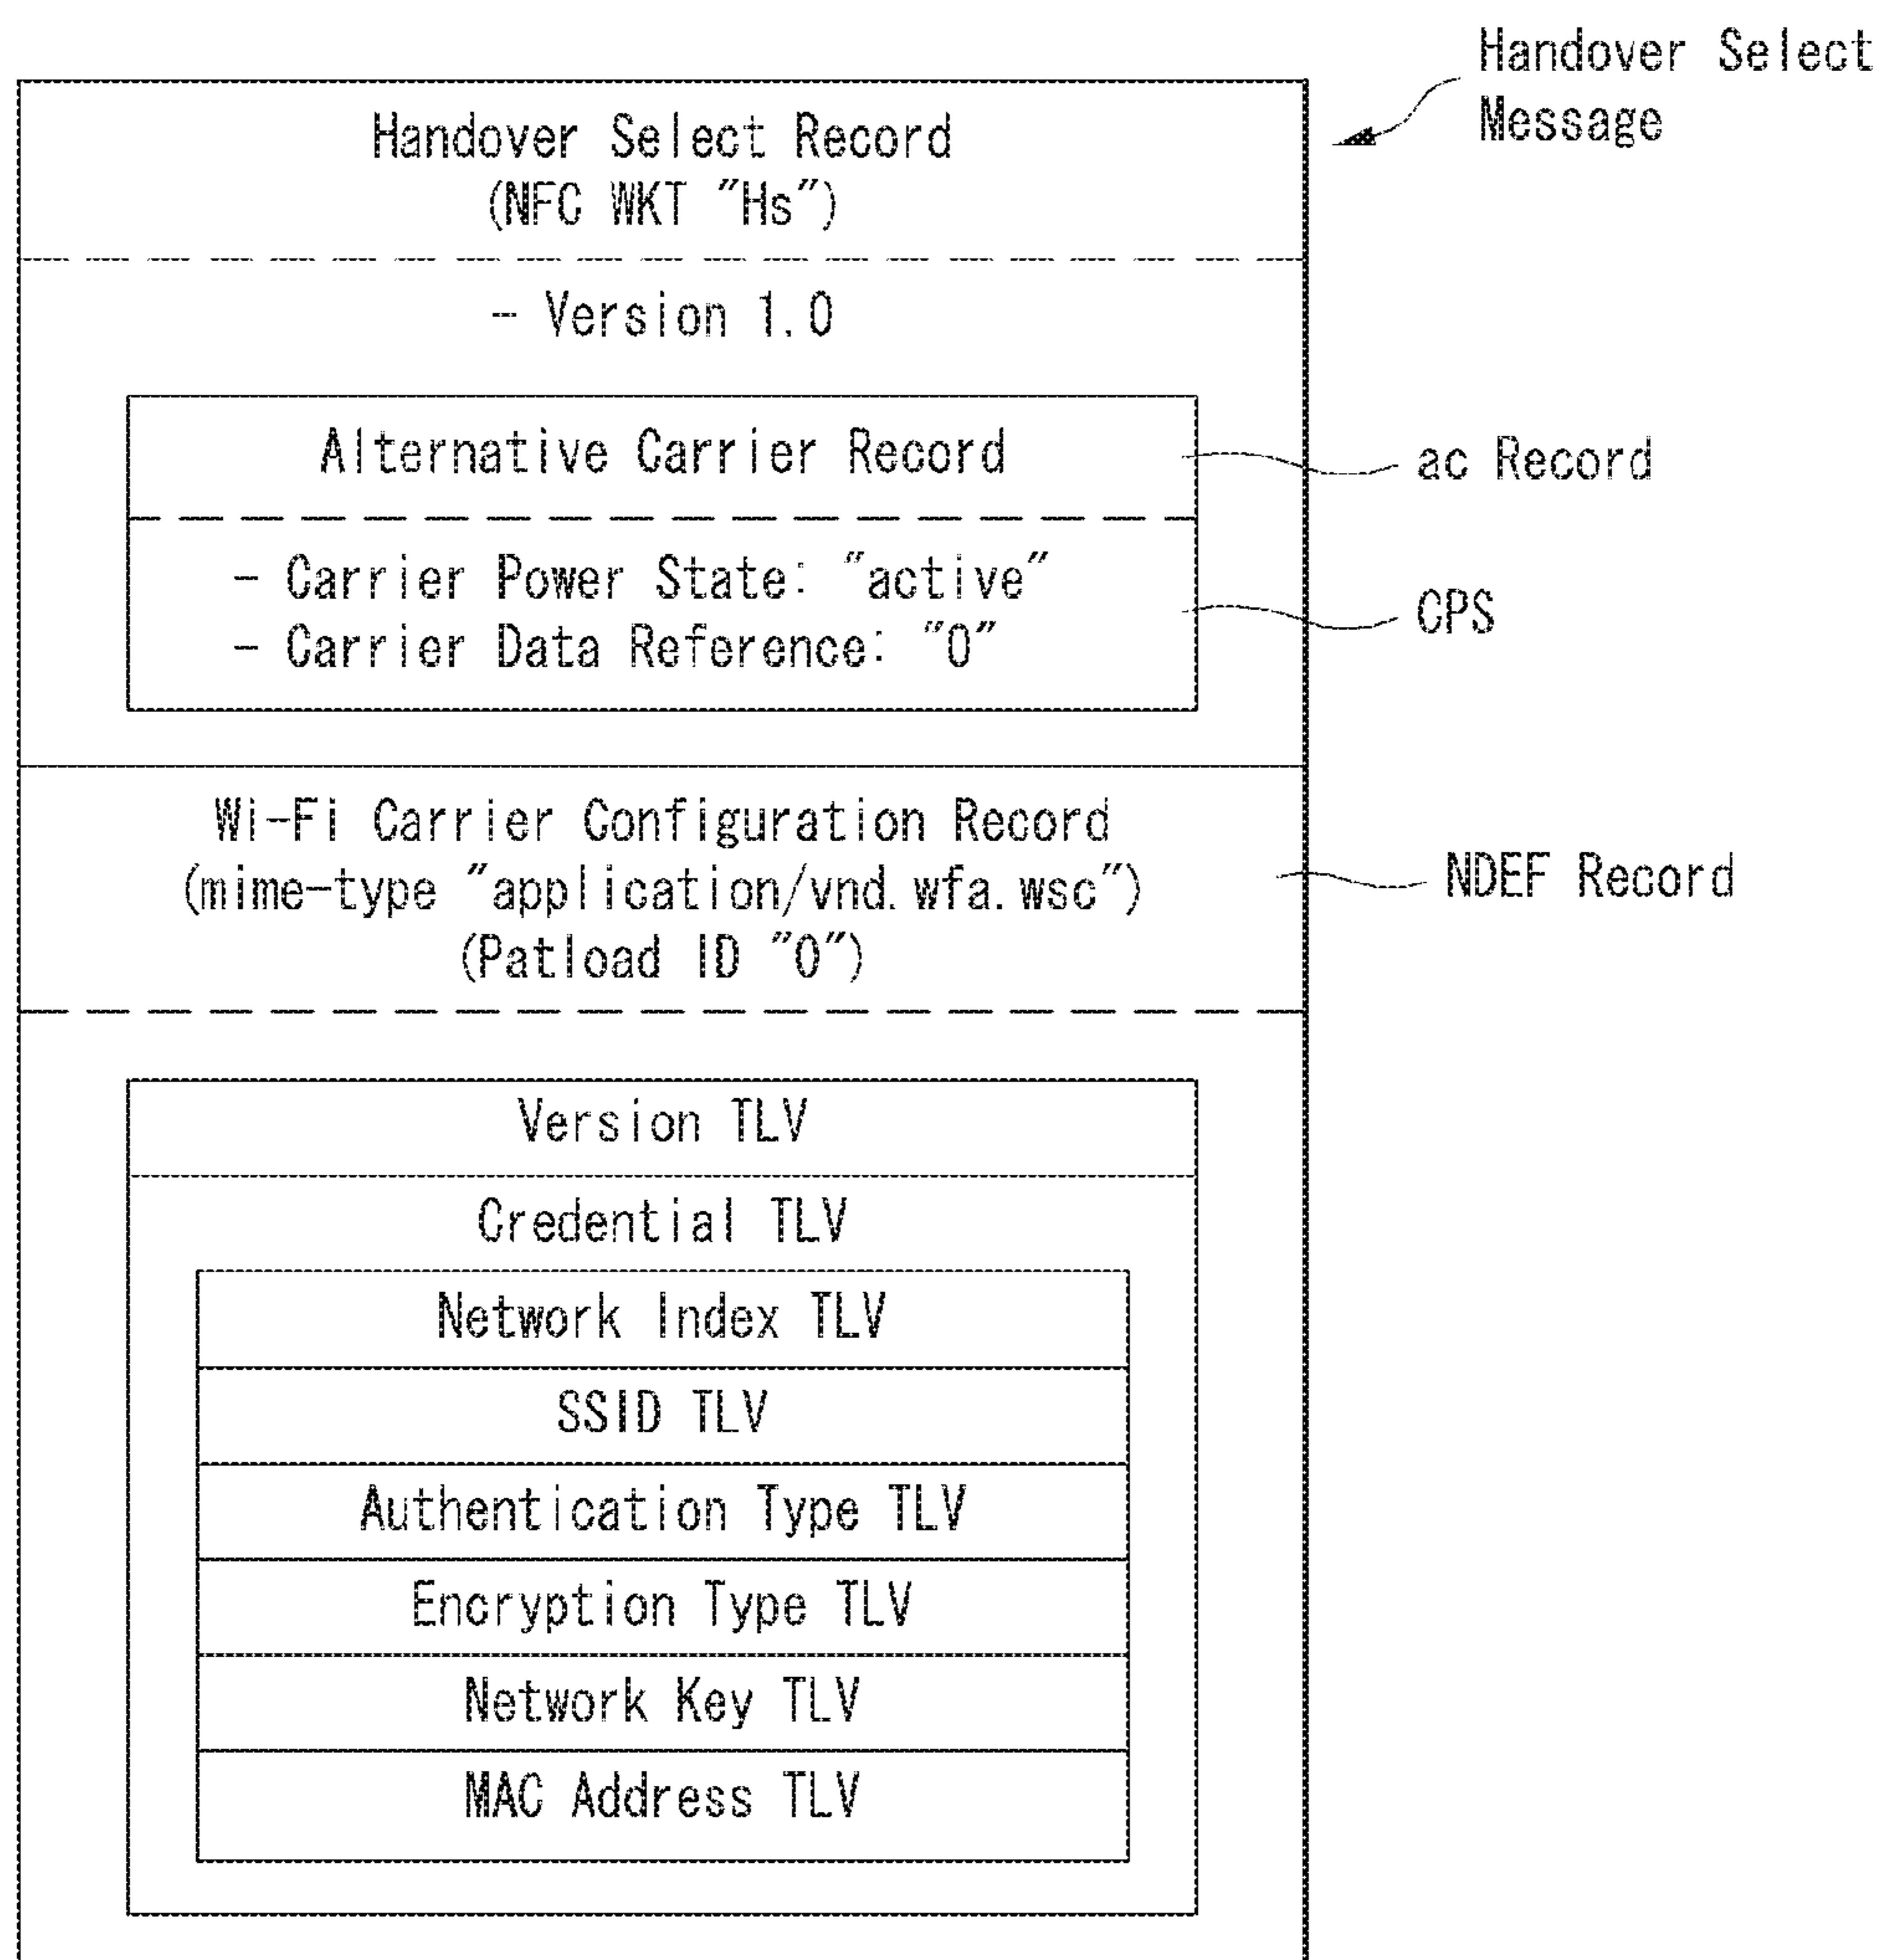 Handover Select
Message
Handover Select Record
(NFC WKT "Hs")
- Version 1.0
Alternative Carrier Record
ac Record
- Carrier Power State: "active"
CPS
- Carrier Data Reference: "0"
Wi-Fi Carrier Configuration Record
(mime-type "application/vnd.wfa.wsc")
NDEF Record
(Patload ID "0")
Version TLV
Credential TLV
Network Index TLV
SSID TLV
Authentication Type TLV
Encryption Type TLV
Network Key TLV
MAC Address TLV